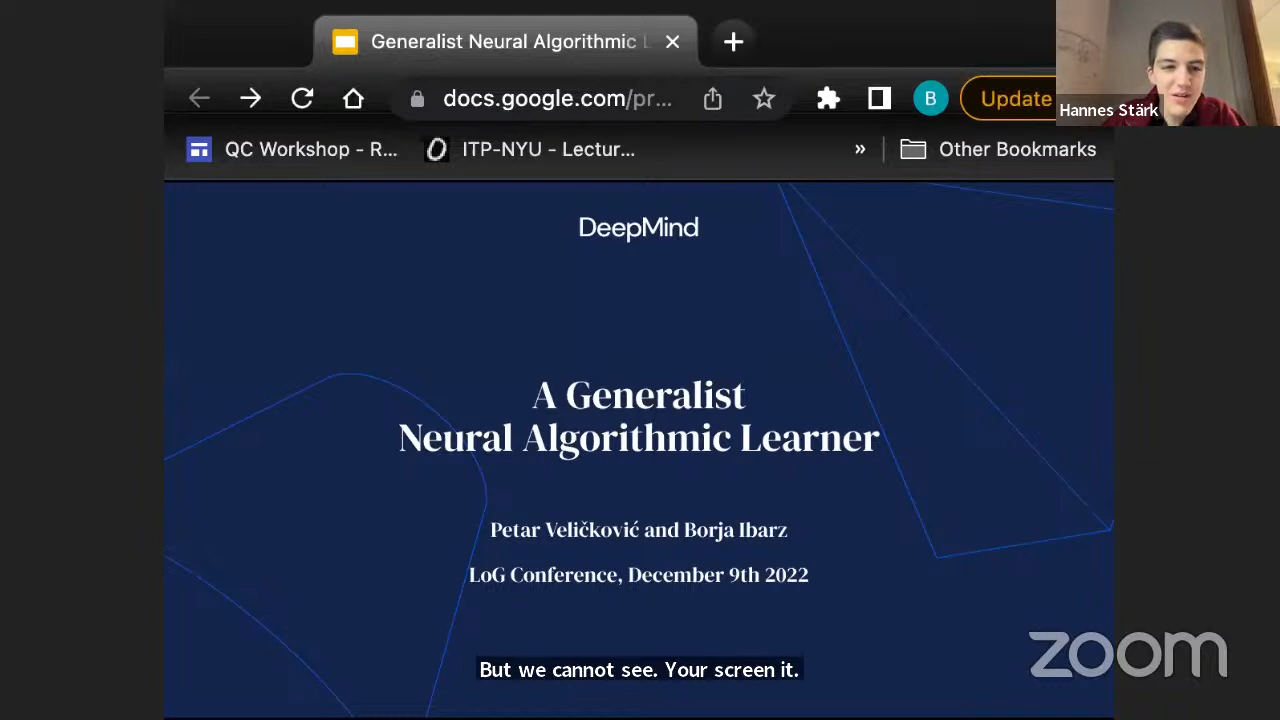 Generalist Neural Algorithmic L
Hannes Stärk
docs.google.com/pr...
B
Update
QC Workshop - R...
ITP-NYU - Lectur...
»
Other Bookmarks
DeepMind
A Generalist
Neural Algorithmic Learner
Petar Veličković and Borja Ibarz
LoG Conference, December 9th 2022
But we cannot see. Your screen it.
zoom